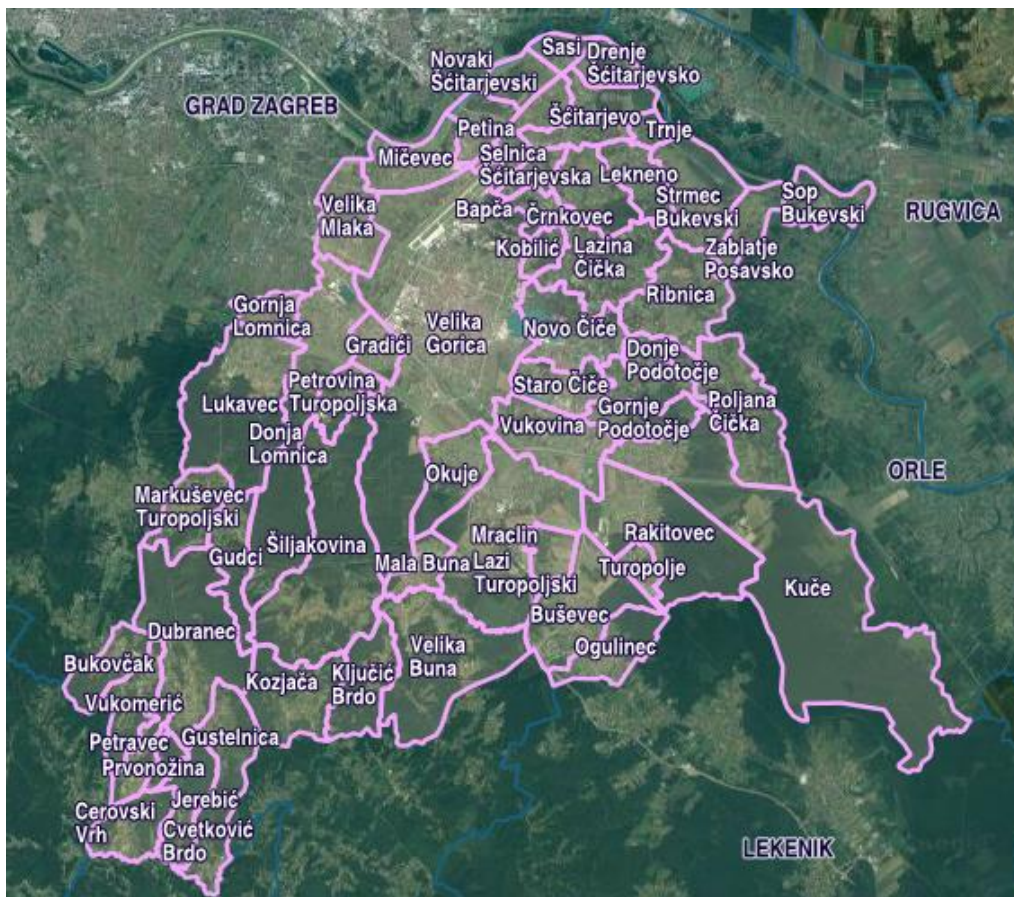 Sasi
Drenje
Šćitarjevsko
Novaki
Šćitarjevski
GRAD ZAGREB
Šćitarjevo
Petina
Trnje
Mičevec
Selnica
Šćitarjevska
Lekneno
Strmec
Bukevski
Sop
Bukevski
RUGVICA
Velika
Mlaka
Bapča
Črnkovec
Kobilić
Lazina
Čička
Zablatje
Posavsko
Ribnica
Gornja
Lomnica
Velika
Gorica
Novo Čiče
Gradići
Donje
Podotočje
Petrovina
Turopoljska
Staro Čiče
Lukavec
Gornje
Podotočje
Poljana
Čička
Vukovina
Donja
Lomnica
Okuje
ORLE
Markuševec
Turopoljski
Mraclin
Rakitovec
Šiljakovina
Gudci
Mala Buna
Lazi
Turopoljski
Turopolje
Kuče
Buševec
Dubranec
Velika
Buna
Ogulinec
Bukovčak
Kozjača
Ključić
Brdo
Vukomerić
Gustelnica
Petravec
Prvonožina
Jerebić
Cerovski
Vrh
Cvetković
Brdo
LEKENIK